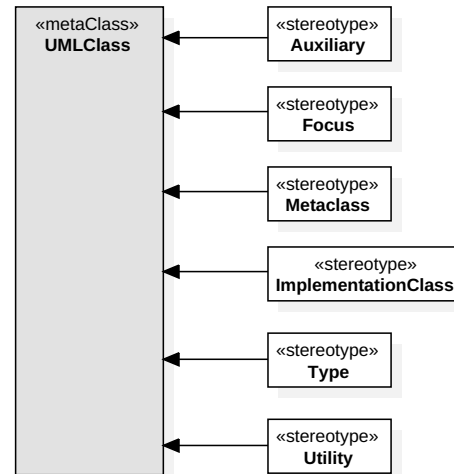 «metaClass»
UMLClass
«stereotype»
Auxiliary
«stereotype»
Focus
«stereotype»
Metaclass
«stereotype»
ImplementationClass
«stereotype»
Type
«stereotype»
Utility